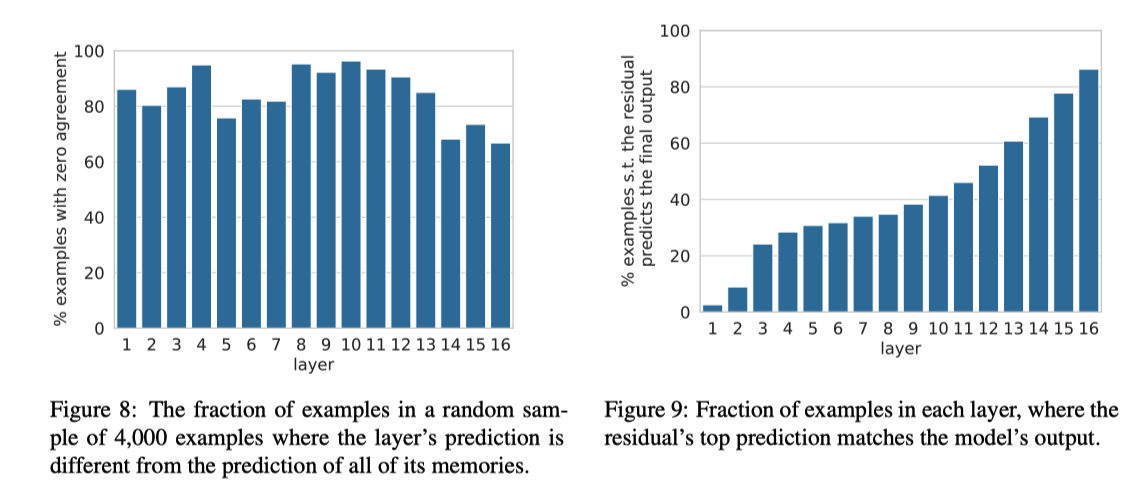 % examples with zero agreement
100
80
60
40
20
0
1 2 3 4 5 6 7 8 9 10 11 12 13 14 15 16
layer
Figure 8: The fraction of examples in a random sam-
ple of 4,000 examples where the layer's prediction is
different from the prediction of all of its memories.
% examples s.t. the residual
predicts the final output
100
80
60
40
20
0
1 2 3 4 5 6 7 8 9 10 11 12 13 14 15 16
layer
Figure 9: Fraction of examples in each layer, where the
residual's top prediction matches the model's output.